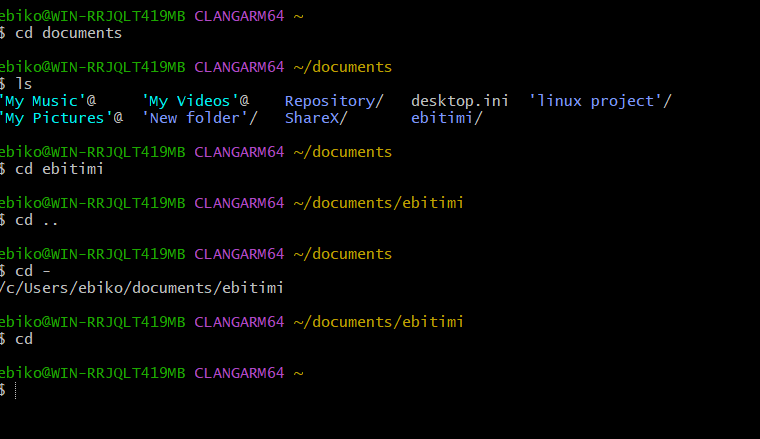 ebiko@WIN-RRJQLT419MB CLANGARM64 ~
$ cd documents
ebiko@WIN-RRJQLT419MB CLANGARM64 ~/documents
$ ls
'My Music'@ 'My Videos'@ Repository/ desktop.ini 'linux project'/
'My Pictures'@ 'New folder'/ ShareX/ ebitimi/
ebiko@WIN-RRJQLT419MB CLANGARM64 ~/documents
$ cd ebitimi
ebiko@WIN-RRJQLT419MB CLANGARM64 ~/documents/ebitimi
$ cd ..
ebiko@WIN-RRJQLT419MB CLANGARM64 ~/documents
$ cd -
/c/Users/ebiko/documents/ebitimi
ebiko@WIN-RRJQLT419MB CLANGARM64 ~/documents/ebitimi
$ cd
ebiko@WIN-RRJQLT419MB CLANGARM64 ~
$